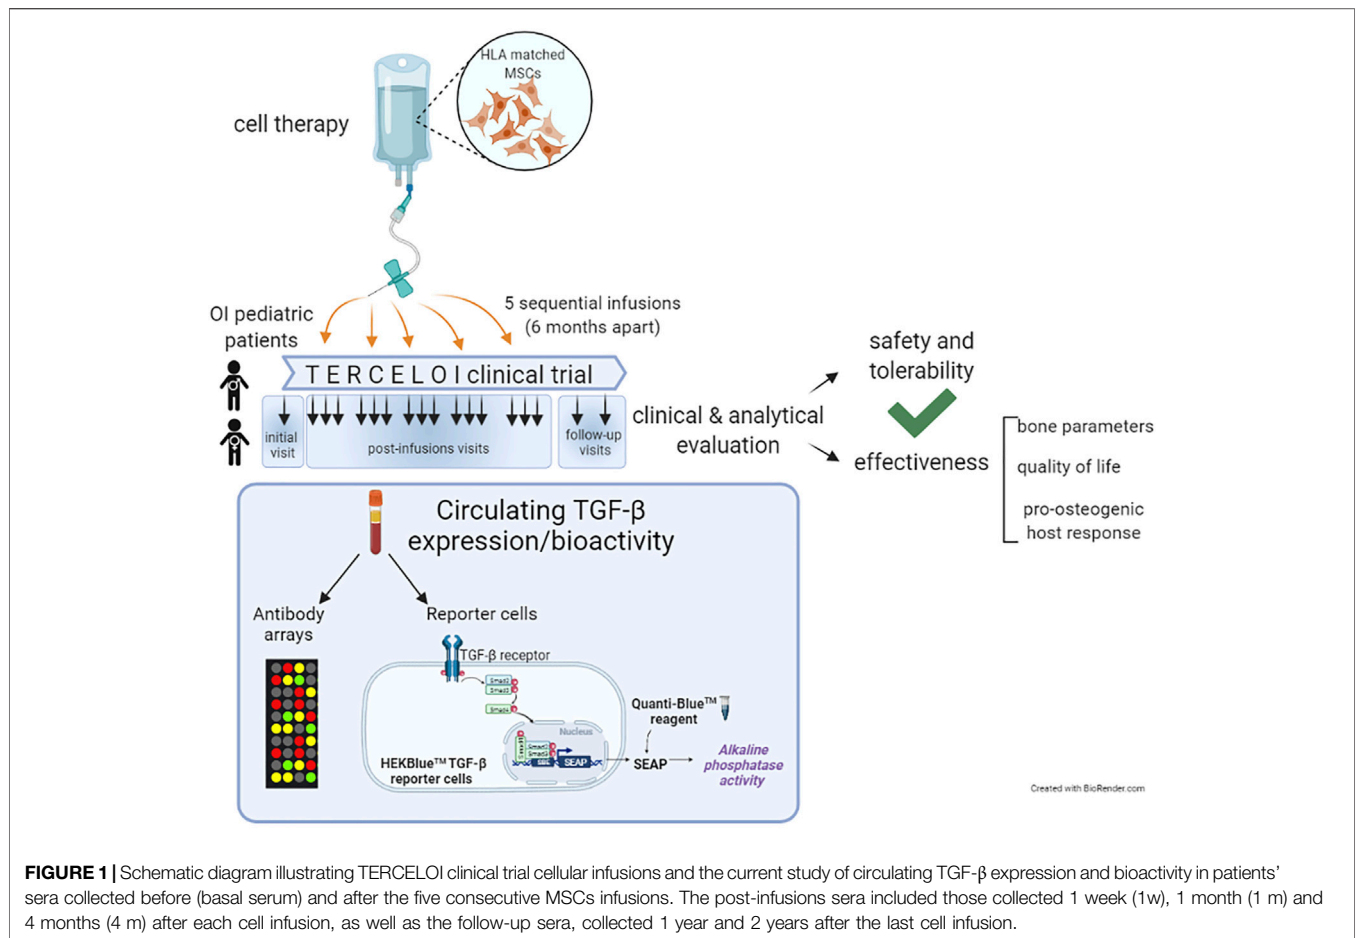 HLA matched
MSCs
cell therapy
5 sequential infusions
(6 months apart)
OI pediatric
patients
T E R C E L O I clinical trial
initial
visit
post-infusions visits
follow-up
visits
clinical & analytical
evaluation
safety and
tolerability
effectiveness
bone parameters
quality of life
pro-osteogenic
host response
Circulating TGF-β
expression/bioactivity
Antibody
arrays
Reporter cells
TGF-β receptor
Smad2
Smad3
Smad4
Nucleus
Smad2
Smad3
SEAP
HEKBlue™ TGF-β
reporter cells
Quanti-Blue™
reagent
SEAP
Alkaline
phosphatase
activity
Created with BioRender.com
FIGURE 1 | Schematic diagram illustrating TERCELOI clinical trial cellular infusions and the current study of circulating TGF-β expression and bioactivity in patients'
sera collected before (basal serum) and after the five consecutive MSCs infusions. The post-infusions sera included those collected 1 week (1w), 1 month (1 m) and
4 months (4 m) after each cell infusion, as well as the follow-up sera, collected 1 year and 2 years after the last cell infusion.